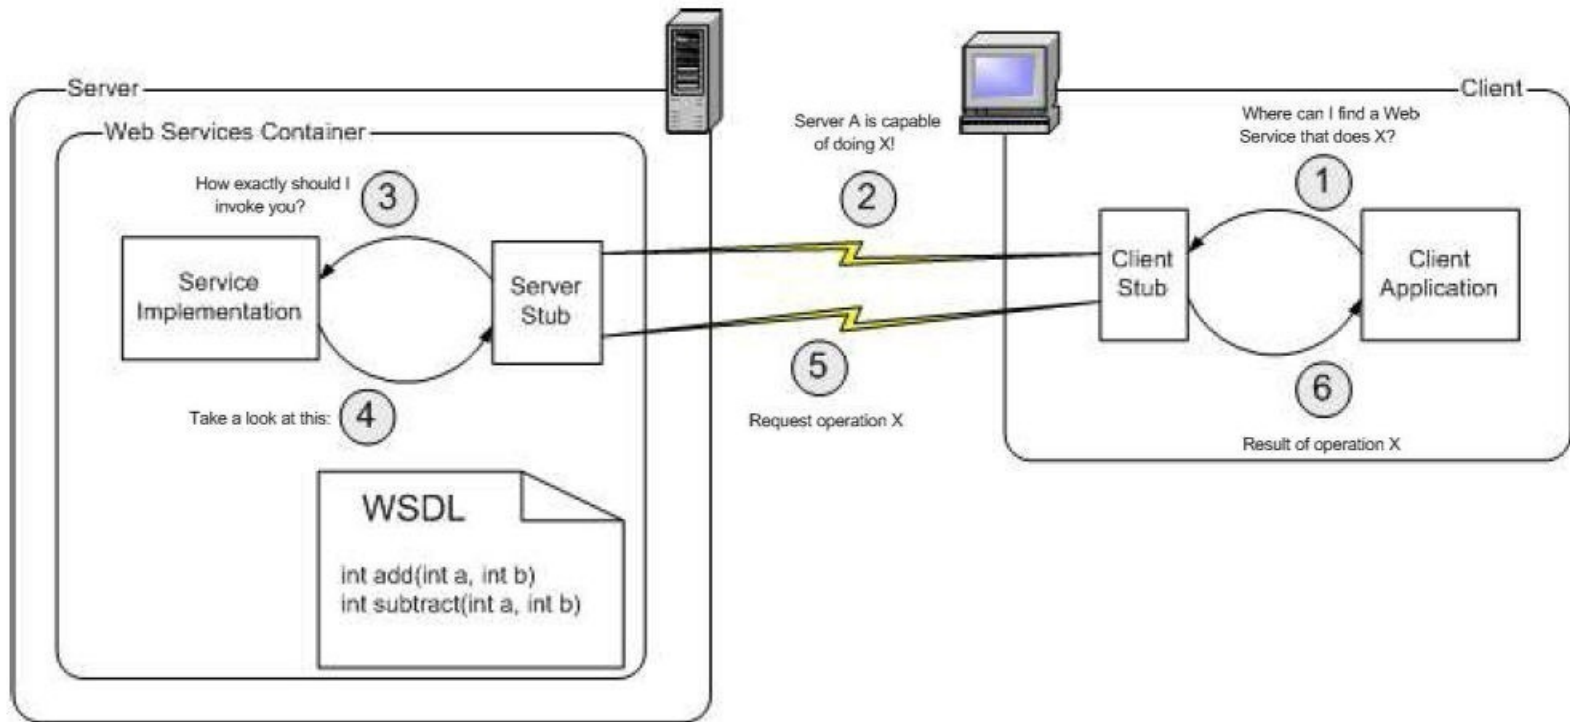 Server
Web Services Container
How exactly should I
invoke you?
3
Service
Implementation
Server
Stub
Take a look at this:
4
WSDL
int add(int a, int b)
int subtract(int a, int b)
Server A is capable
of doing X!
2
5
Request operation X
Client
Where can I find a Web
Service that does X?
1
Client
Stub
Client
Application
6
Result of operation X